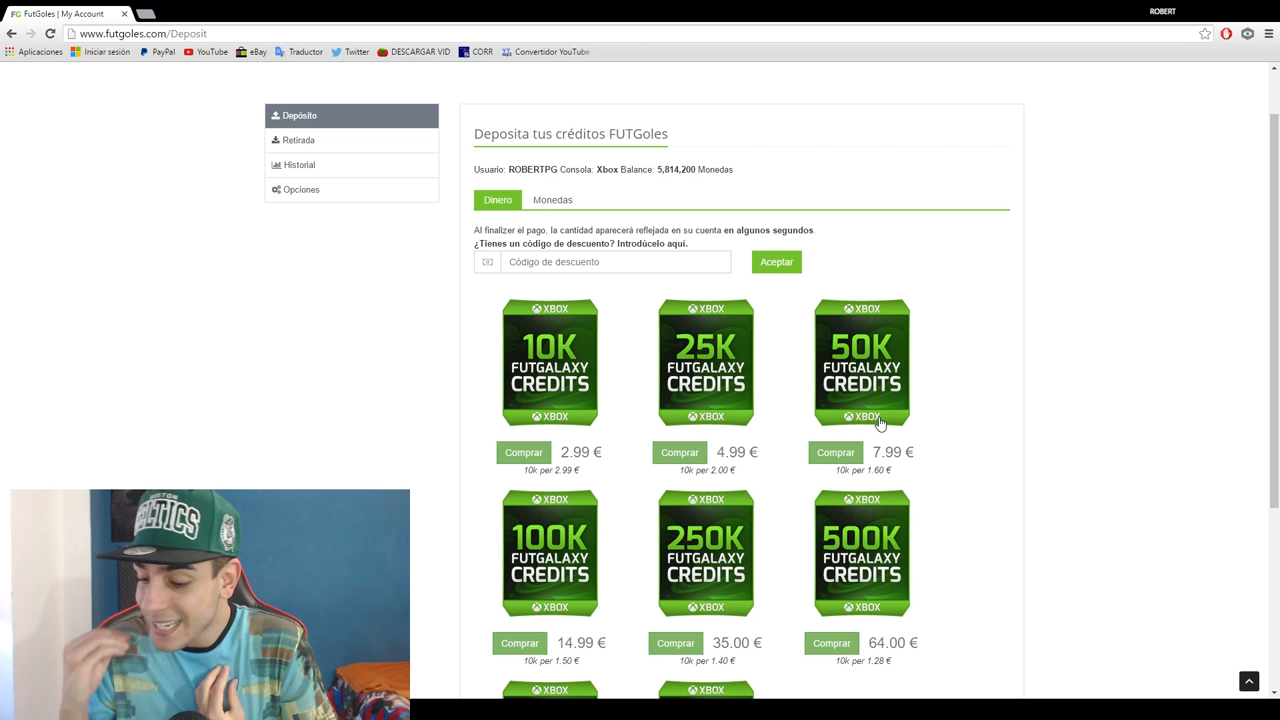 FG FutGoles | My Account
ROBERT
www.futgoles.com/Deposit
Aplicaciones Iniciar sesión PayPal YouTube eBay Traductor Twitter DESCARGAR VID CORR Convertidor YouTube
Depósito
Retirada
Historial
Opciones
Deposita tus créditos FUTGoles
Usuario: ROBERTPG Consola: Xbox Balance: 5,814,200 Monedas
Dinero Monedas
Al finalizer el pago, la cantidad aparecerá reflejada en su cuenta en algunos segundos.
¿Tienes un código de descuento? Introdúcelo aquí.
Código de descuento Aceptar
XBOX XBOX XBOX
10K 25K 50K
FUTGALAXY FUTGALAXY FUTGALAXY
CREDITS CREDITS CREDITS
XBOX XBOX XBOX
Comprar 2.99 € Comprar 4.99 € Comprar 7.99 €
10k per 2.99 € 10k per 2.00 € 10k per 1.60 €
XBOX XBOX XBOX
100K 250K 500K
FUTGALAXY FUTGALAXY FUTGALAXY
CREDITS CREDITS CREDITS
XBOX XBOX XBOX
Comprar 14.99 € Comprar 35.00 € Comprar 64.00 €
10k per 1.50 € 10k per 1.40 € 10k per 1.28 €
XBOX XBOX
BOSTON
CELTICS